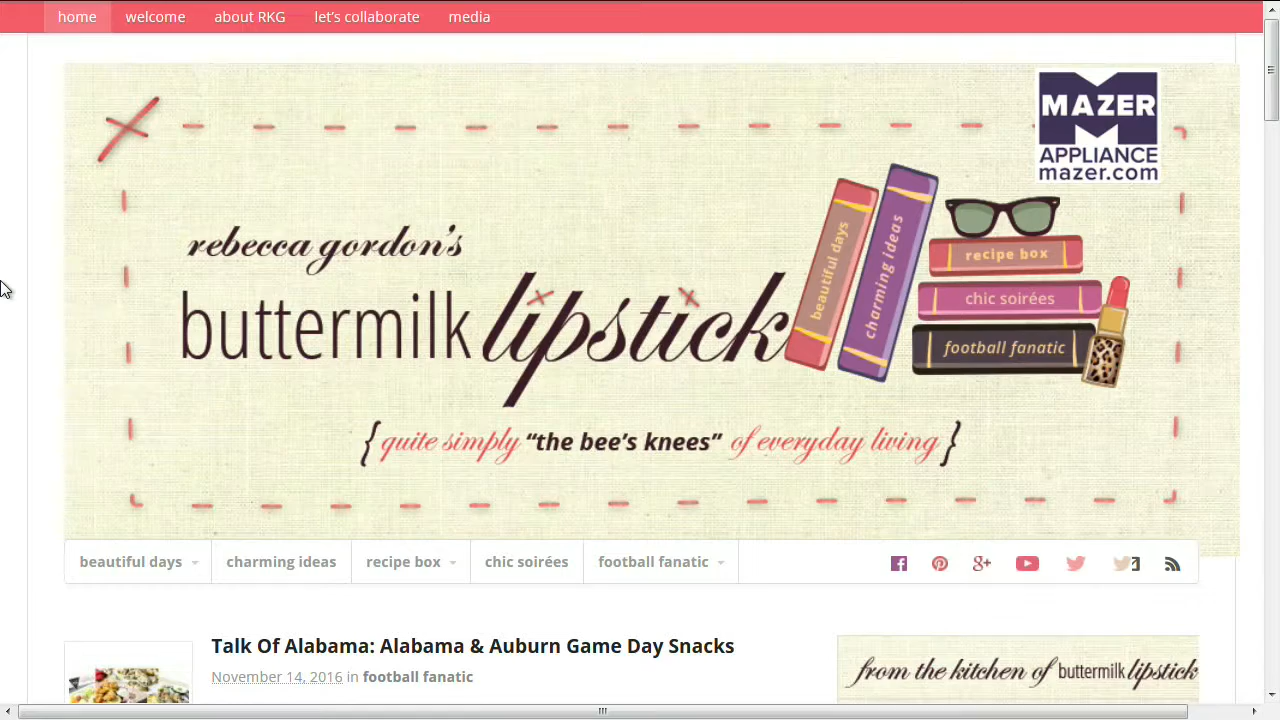 home welcome about RKG let's collaborate media
MAZER
APPLIANCE
mazer.com
rebecca gordon's
buttermilk lipstick
beautiful days
charming ideas
recipe box
chic soirées
football fanatic
{ quite simply “the bee's knees” of everyday living }
beautiful days charming ideas recipe box chic soirées football fanatic
Talk Of Alabama: Alabama & Auburn Game Day Snacks
November 14, 2016 in football fanatic
from the kitchen of buttermilk lipstick